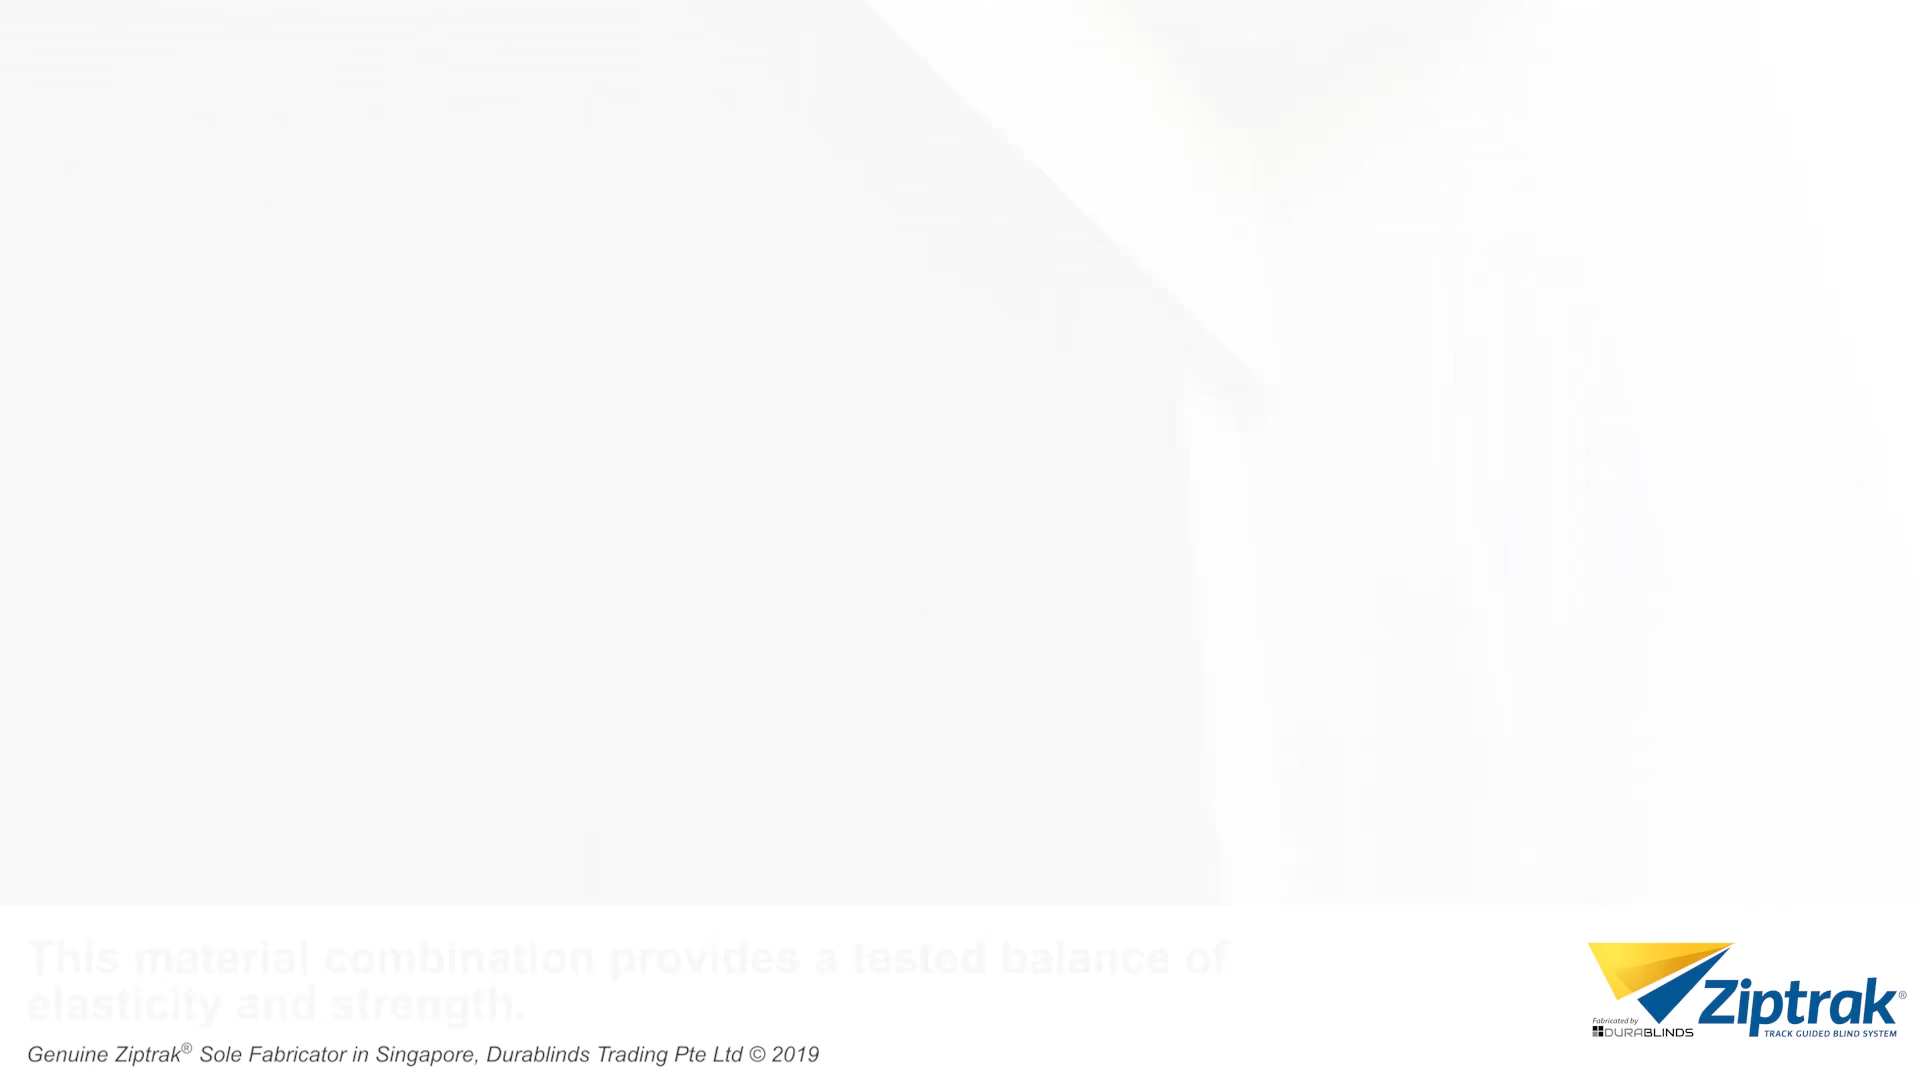 This material combination provides a tested balance of
elasticity and strength.
Genuine Ziptrak® Sole Fabricator in Singapore, Durablinds Trading Pte Ltd © 2019
Ziptrak®
TRACK GUIDED BLIND SYSTEM
Fabricated by
DURABLINDS